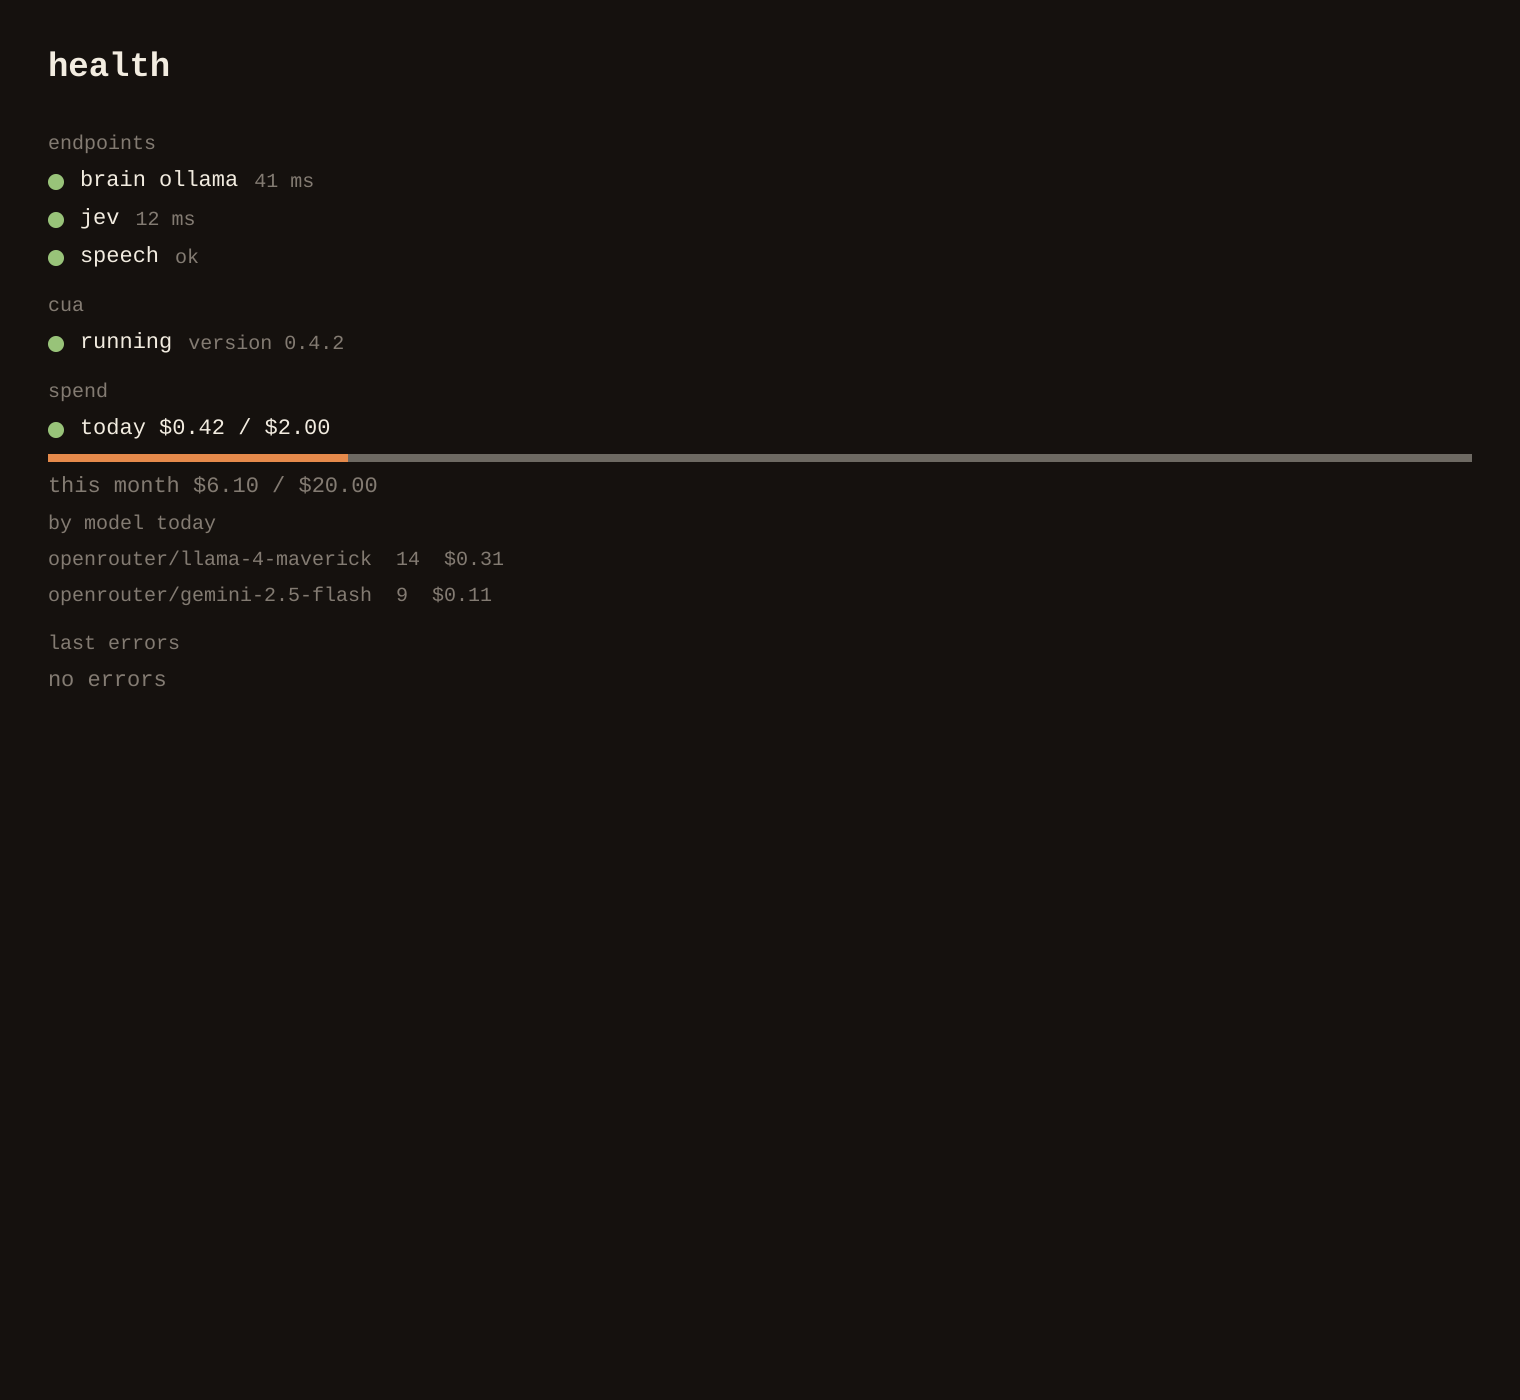 health
endpoints
brain ollama 41 ms
jev 12 ms
speech ok
cua
running version 0.4.2
spend
today $0.42 / $2.00
this month $6.10 / $20.00
by model today
openrouter/llama-4-maverick 14 $0.31
openrouter/gemini-2.5-flash 9 $0.11
last errors
no errors